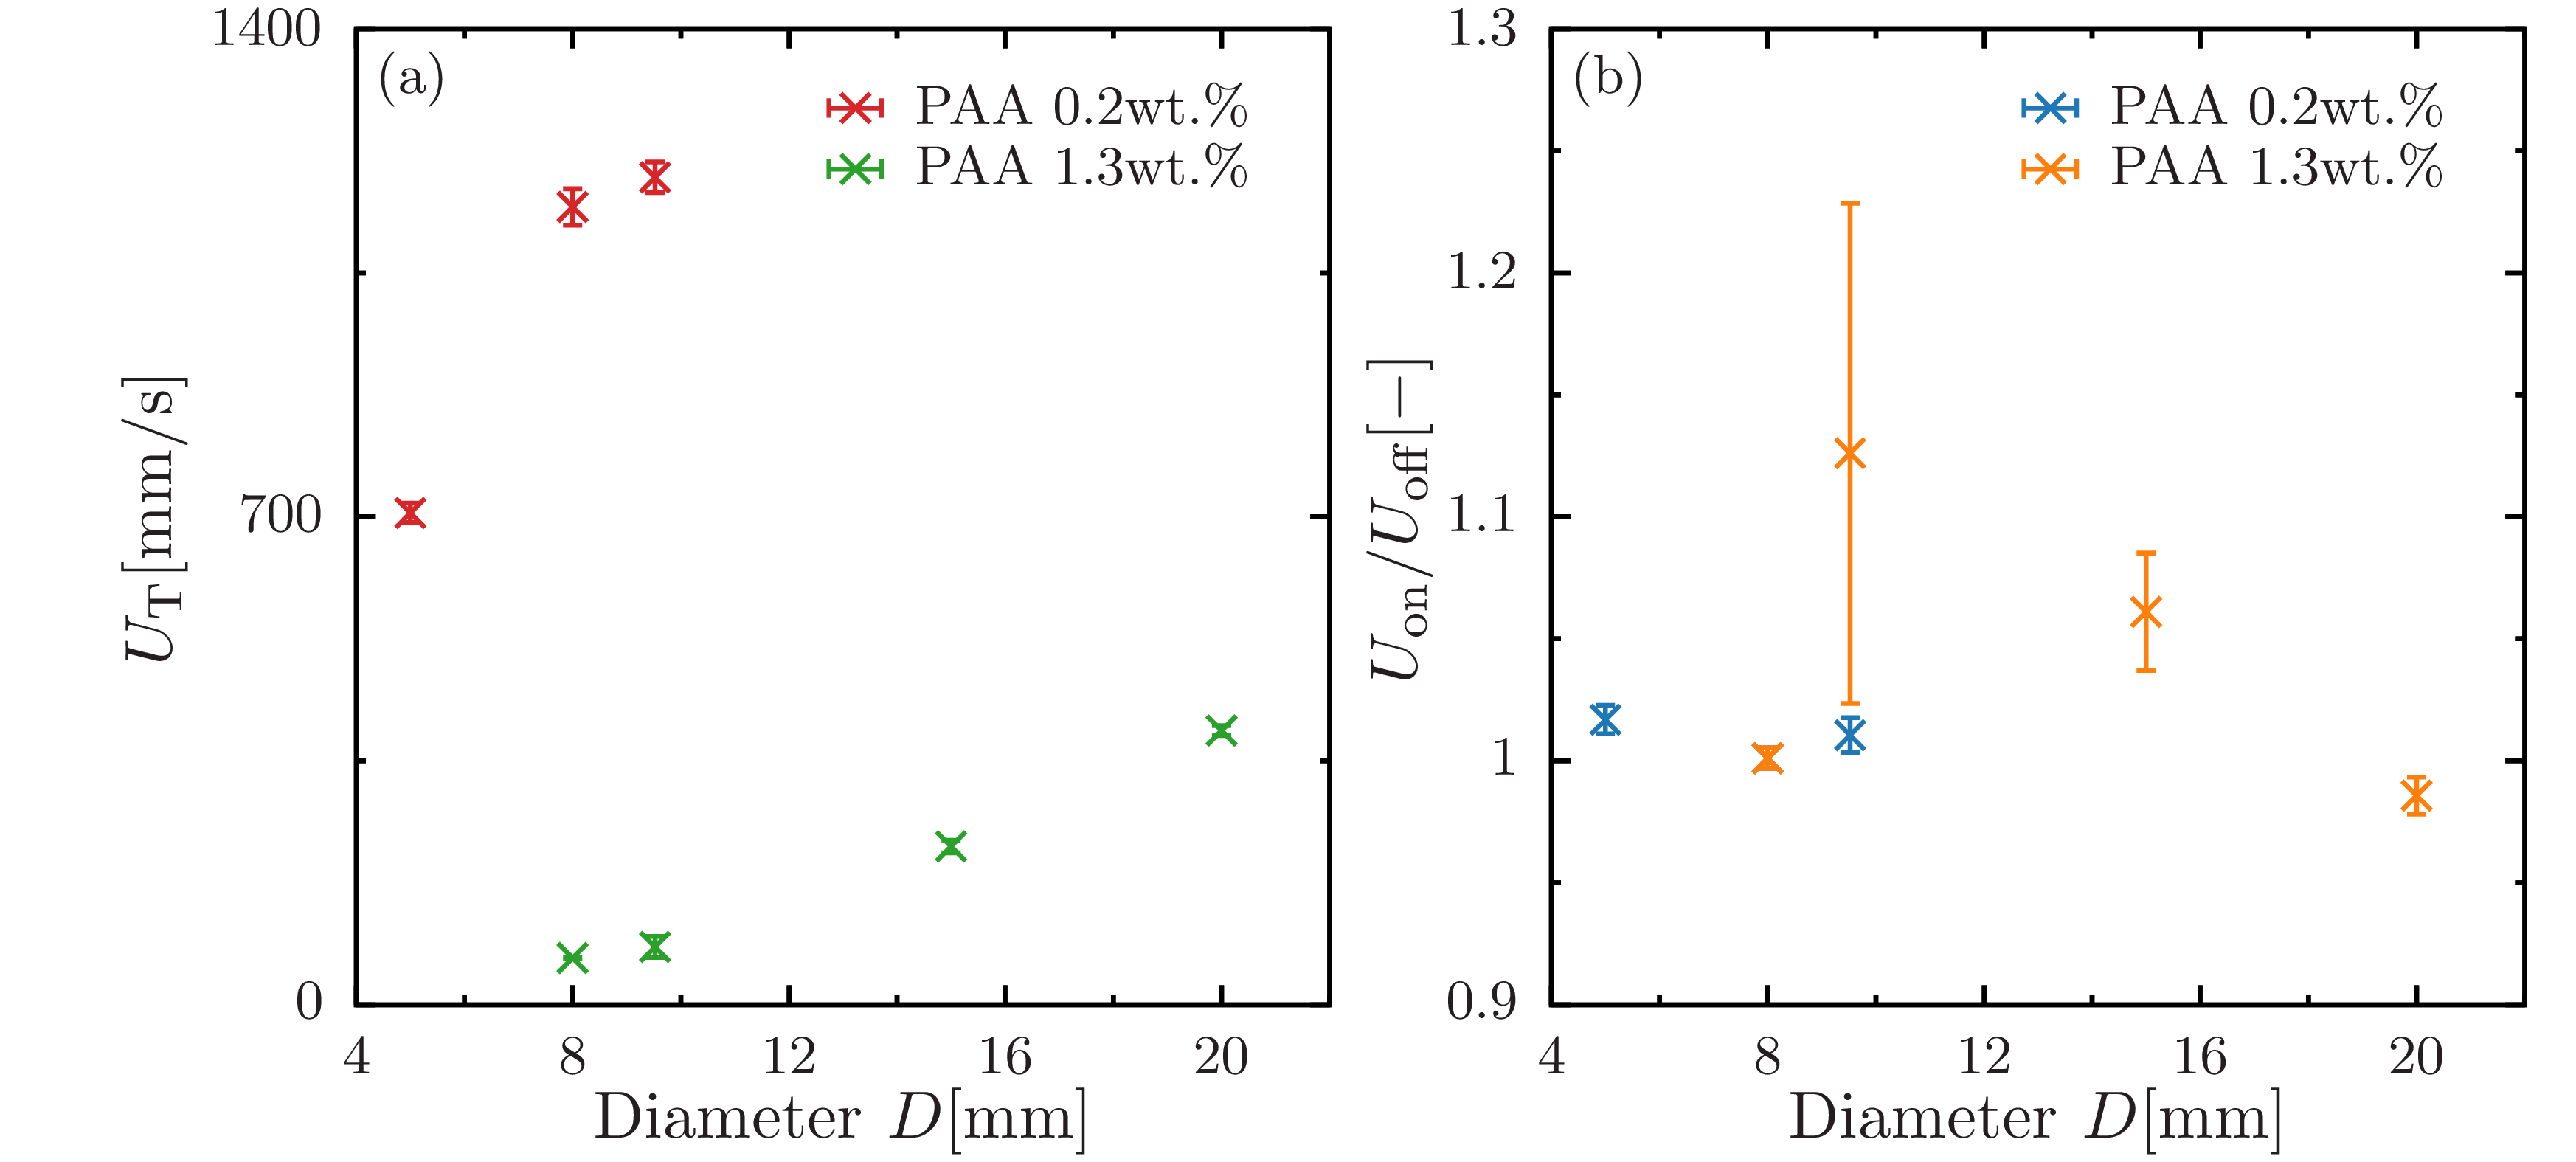 (a)
PAA 0.2wt.%
PAA 1.3wt.%
1400
700
0
U_T[mm/s]
4 8 12 16 20
Diameter D[mm]
(b)
PAA 0.2wt.%
PAA 1.3wt.%
1.3
1.2
1.1
1
0.9
U_on/U_off[−]
4 8 12 16 20
Diameter D[mm]